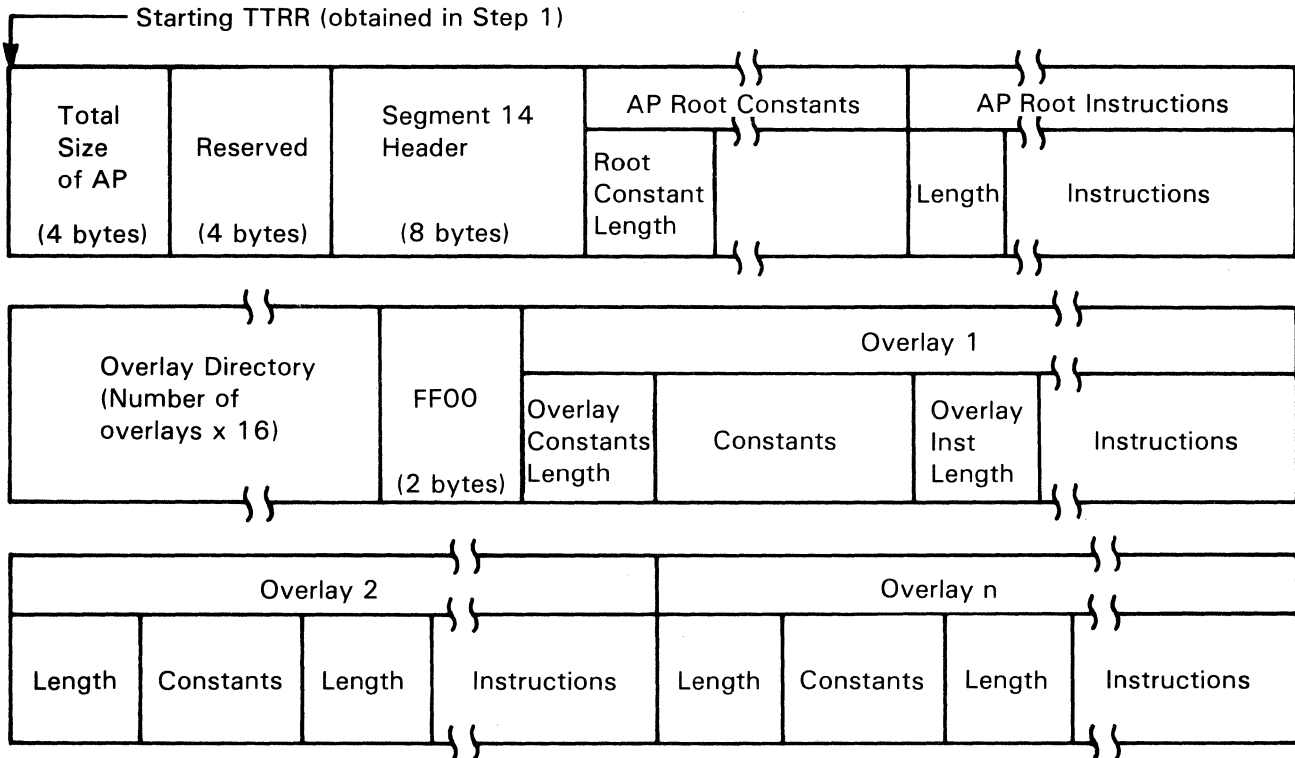 Starting TTRR (obtained in Step 1)
Total
Size
of AP
(4 bytes)
Reserved
(4 bytes)
Segment 14
Header
(8 bytes)
AP Root Constants
Root
Constant
Length
AP Root Instructions
Length
Instructions
Overlay Directory
(Number of
overlays x 16)
FF00
(2 bytes)
Overlay 1
Overlay
Constants
Length
Constants
Overlay
Inst
Length
Instructions
Overlay 2
Length
Constants
Length
Instructions
Overlay n
Length
Constants
Length
Instructions